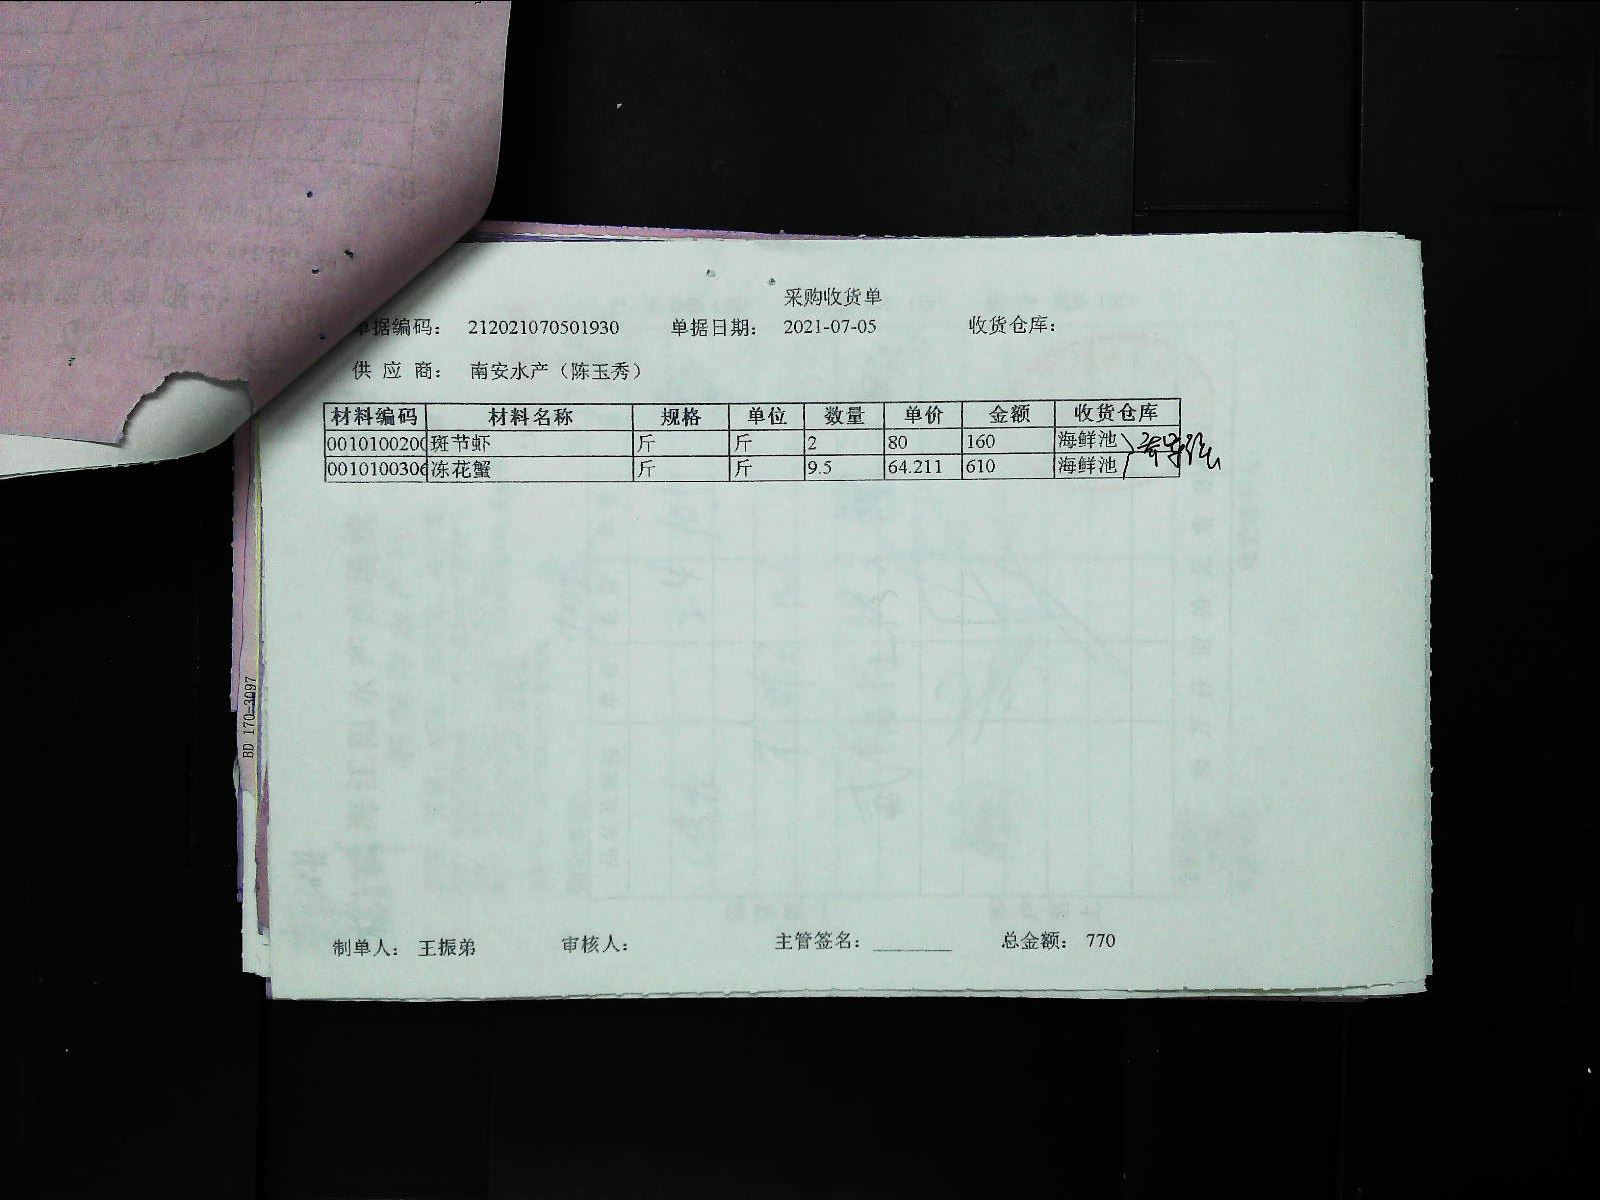 采购收货单
单据编码： 212021070501930 单据日期： 2021-07-05 收货仓库：
供 应 商： 南安水产（陈玉秀）
材料编码 材料名称 规格 单位 数量 单价 金额 收货仓库
001010020 斑节虾 斤 斤 2 80 160 海鲜池
001010030 冻花蟹 斤 斤 9.5 64.211 610 海鲜池
BD 170-3097
制单人： 王振弟 审核人： 主管签名： 总金额： 770